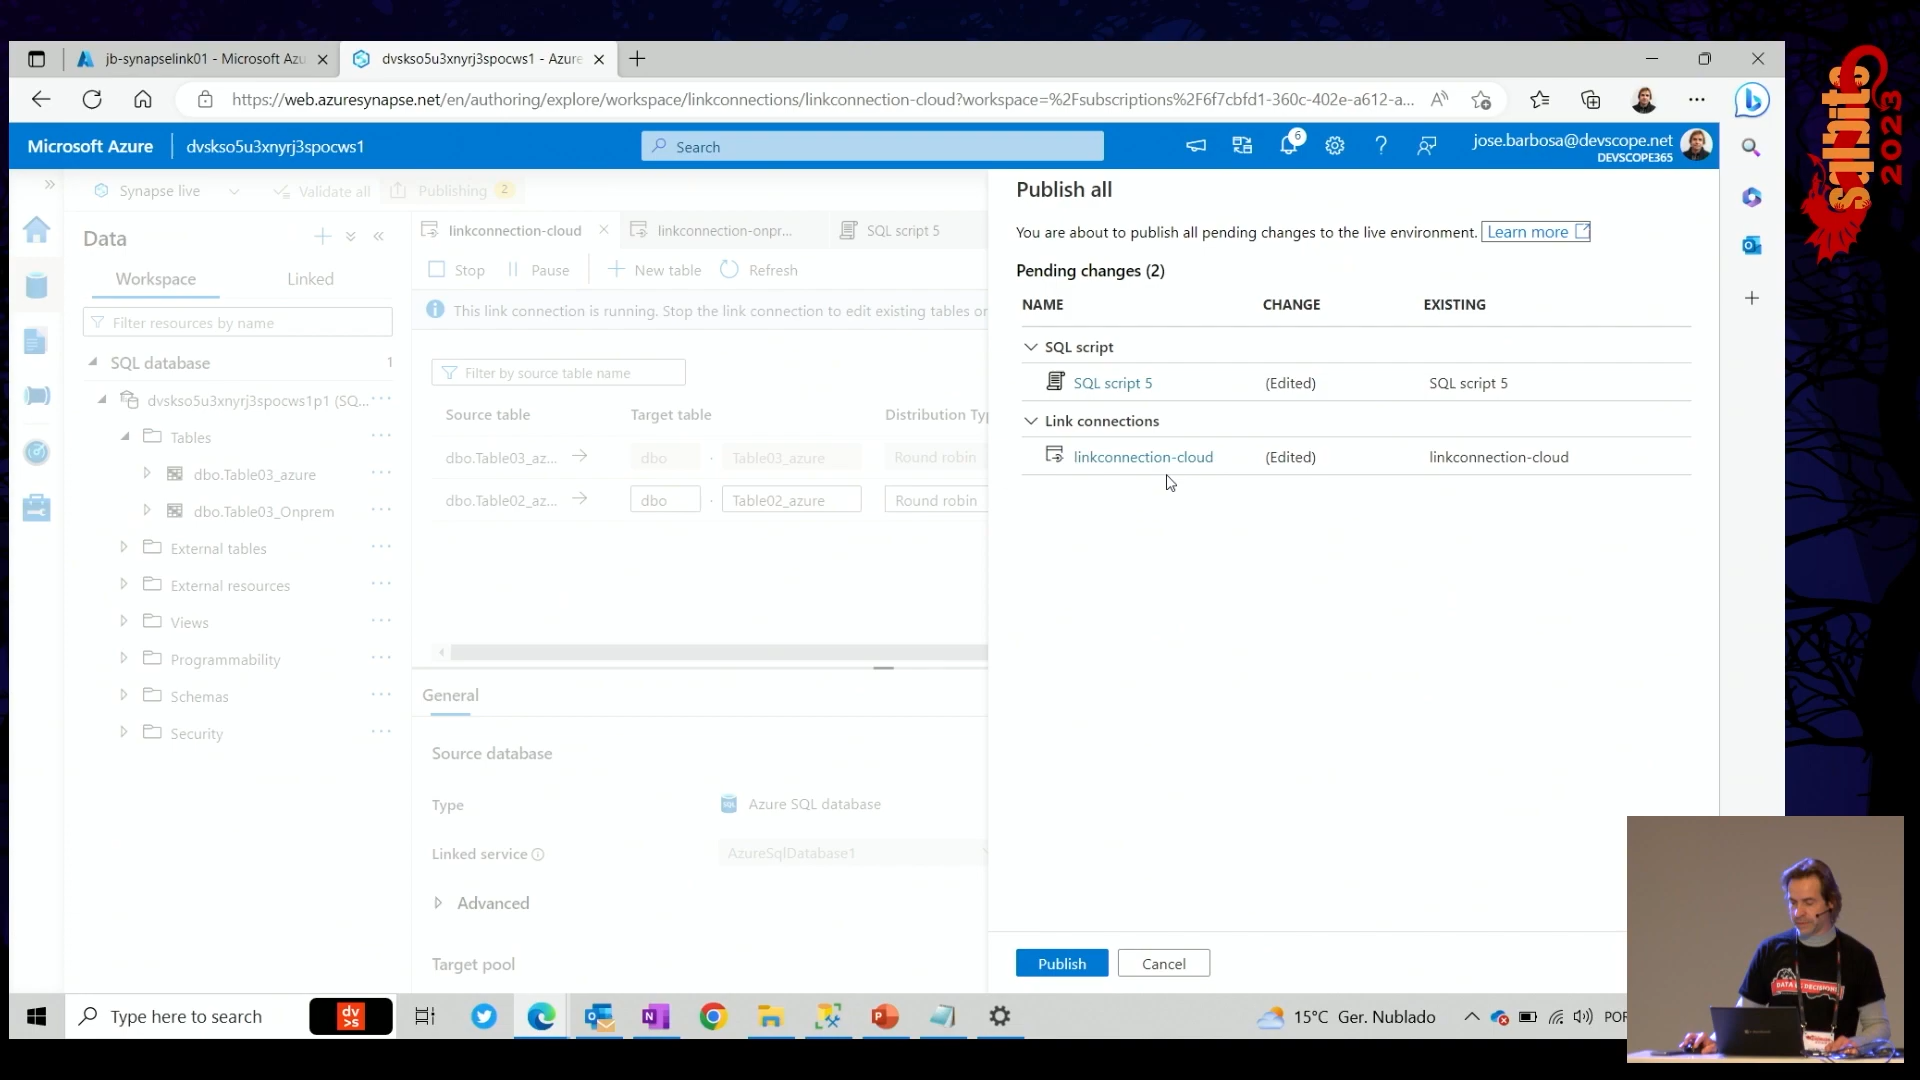 jb-synapselink01 - Microsoft Azu
dvskso5u3xnyrj3spocws1 - Azure
https://web.azuresynapse.net/en/authoring/explore/workspace/linkconnections/linkconnection-cloud?workspace=%2Fsubscriptions%2F6f7cbfd1-360c-402e-a612-a...
Microsoft Azure
dvskso5u3xnyrj3spocws1
Search
6
jose.barbosa@devscope.net
DEVSCOPE365
Synapse live
Validate all
Publishing
2
Data
Workspace
Linked
Filter resources by name
SQL database
1
dvskso5u3xnyrj3spocws1p1 (SQ...
Tables
dbo.Table03_azure
dbo.Table03_Onprem
External tables
External resources
Views
Programmability
Schemas
Security
linkconnection-cloud
linkconnection-onpr...
SQL script 5
Stop
Pause
New table
Refresh
This link connection is running. Stop the link connection to edit existing tables or
Filter by source table name
Source table
Target table
Distribution Typ
dbo.Table03_az...
dbo
.
Table03_azure
Round robin
dbo.Table02_az...
dbo
.
Table02_azure
Round robin
General
Source database
Type
Azure SQL database
Linked service
AzureSqlDatabase1
Advanced
Target pool
Publish all
You are about to publish all pending changes to the live environment.
Learn more
Pending changes (2)
NAME
CHANGE
EXISTING
SQL script
SQL script 5
(Edited)
SQL script 5
Link connections
linkconnection-cloud
(Edited)
linkconnection-cloud
Publish
Cancel
Type here to search
dv
>s
15°C Ger. Nublado
POR
sqlbits
2023
DATA
DECISION